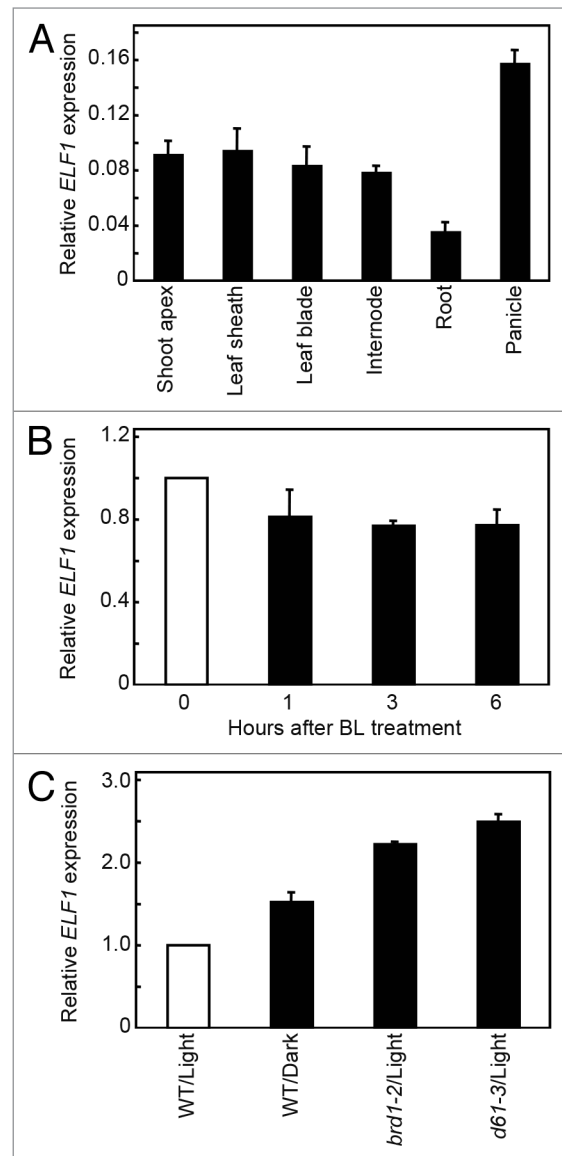 A
Relative ELF1 expression
0.16
0.12
0.08
0.04
0
Shoot apex
Leaf sheath
Leaf blade
Internode
Root
Panicle
B
Relative ELF1 expression
1.2
0.8
0.4
0
0 1 3 6
Hours after BL treatment
C
Relative ELF1 expression
3.0
2.0
1.0
0
WT/Light
WT/Dark
brd1-2/Light
d61-3/Light